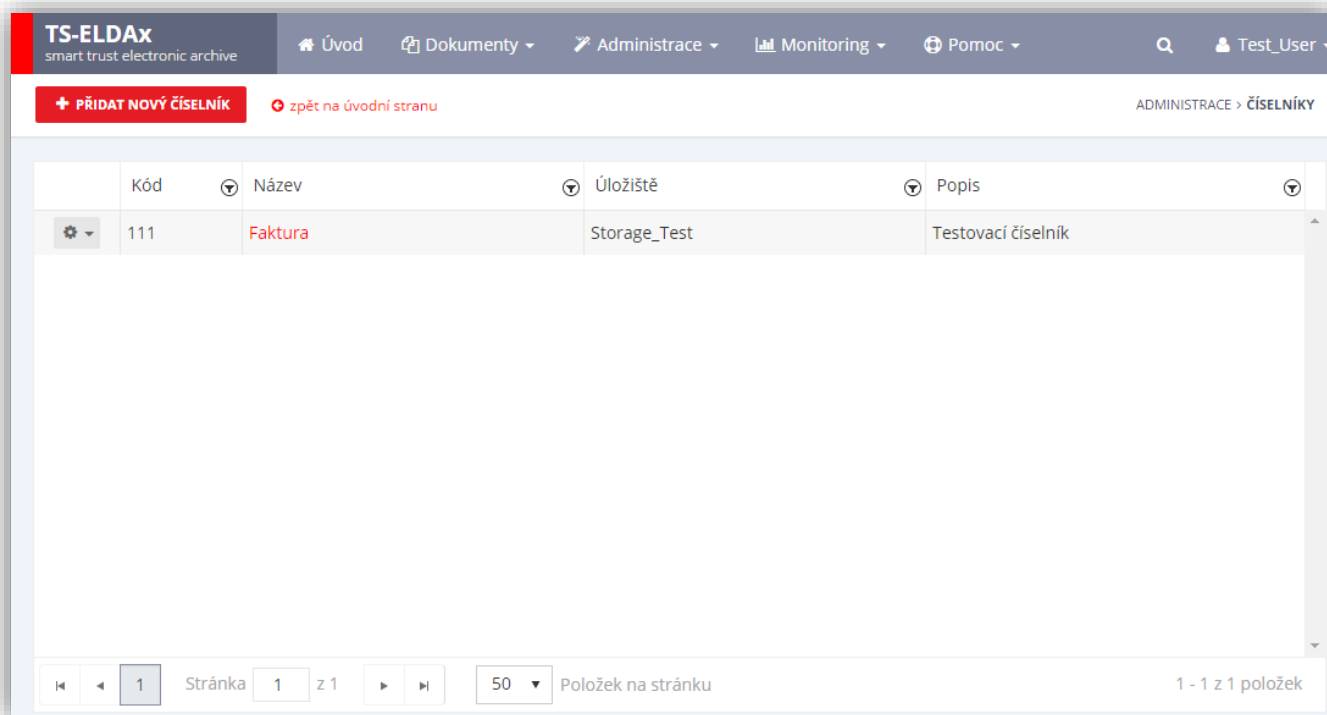 TS-ELDAx
smart trust electronic archive
Úvod Dokumenty Administrace Monitoring Pomoc Test_User
+ PŘIDAT NOVÝ ČÍSELNÍK zpět na úvodní stranu ADMINISTRACE > ČÍSELNÍKY
Kód Název Úložiště Popis
111 Faktura Storage_Test Testovací číselník
1 Stránka 1 z 1 50 Položek na stránku 1 - 1 z 1 položek